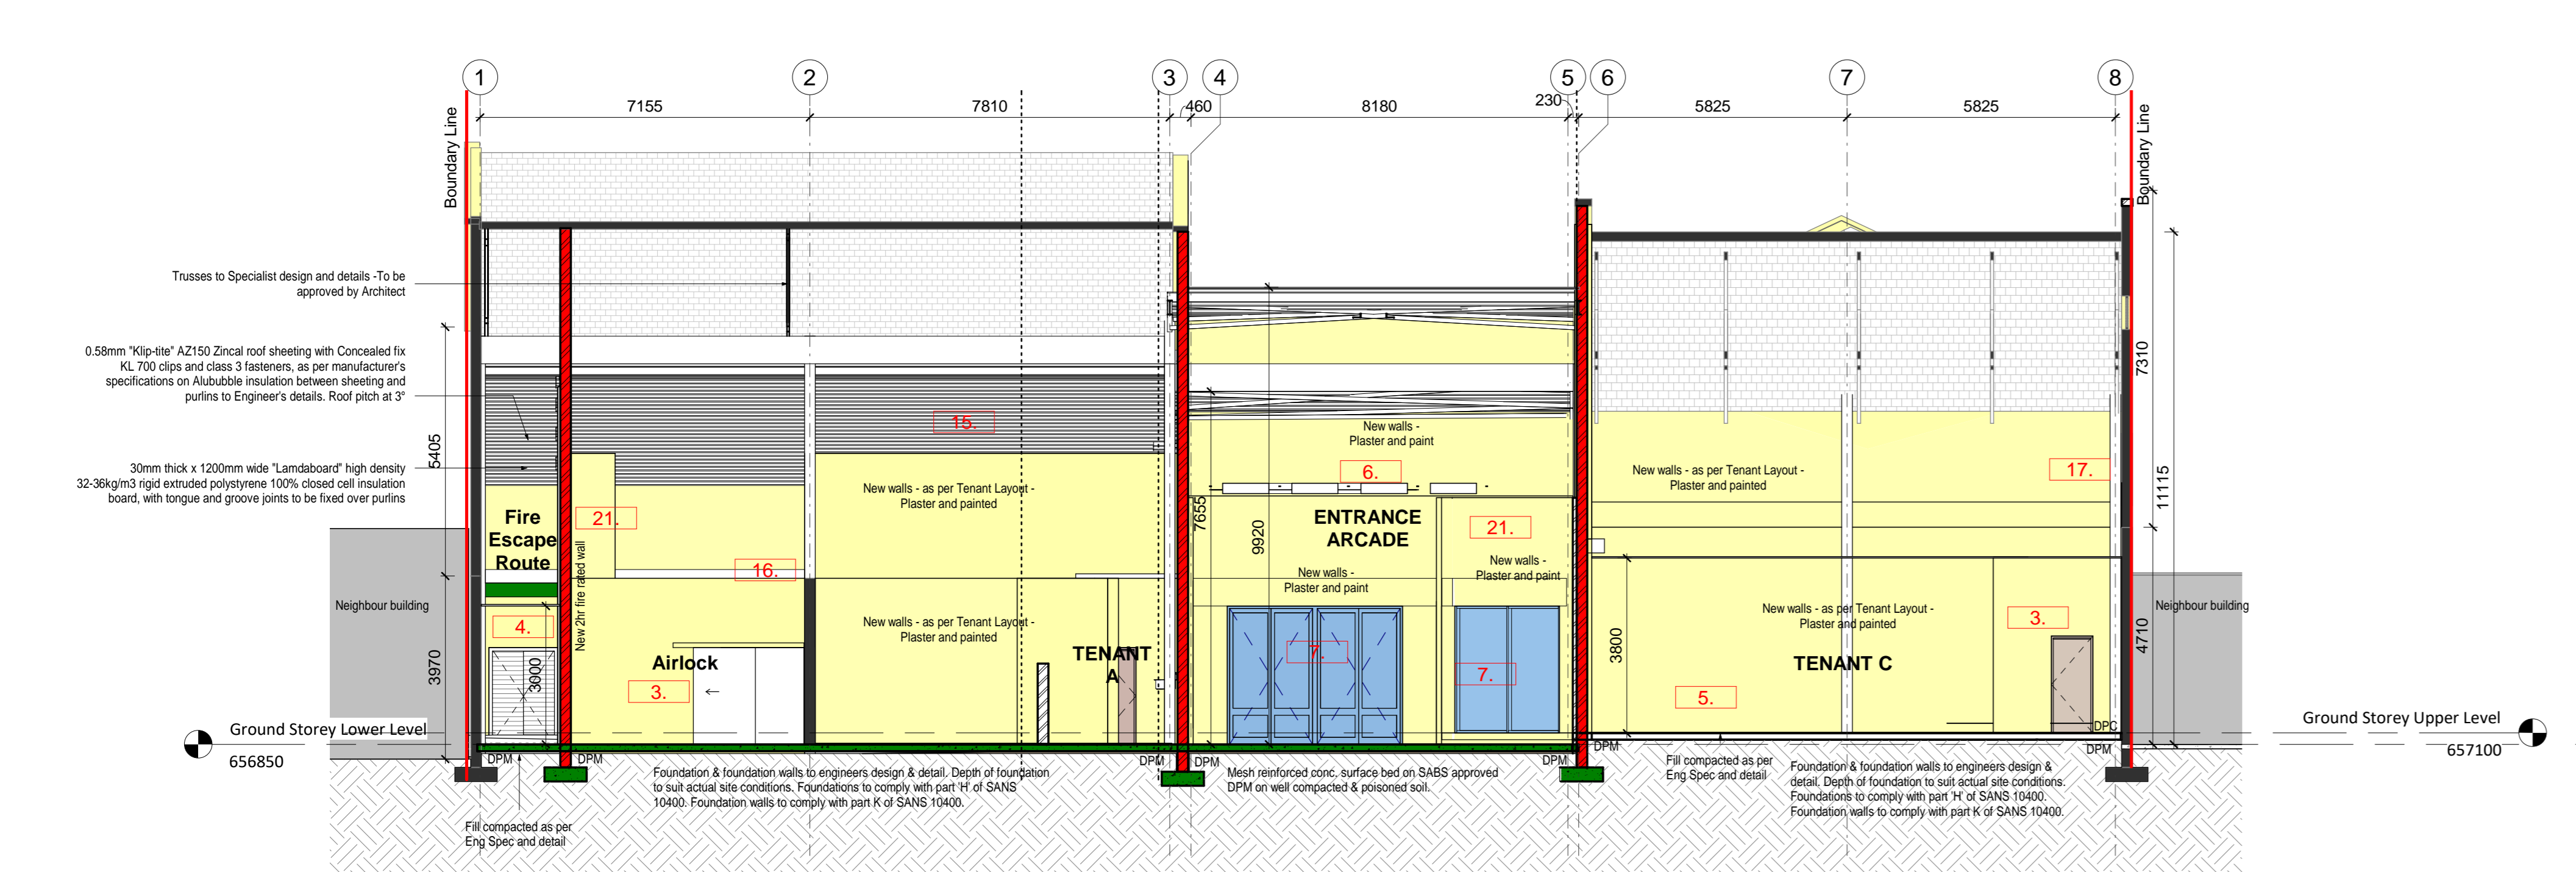 1
2
3
4
5
6
7
8
7155
7810
460
8180
230
5825
5825
Boundary Line
Boundary Line
Trusses to Specialist design and details -To be
approved by Architect
0.58mm "Klip-tite" AZ150 Zincal roof sheeting with Concealed fix
KL 700 clips and class 3 fasteners, as per manufacturer's
specifications on Alububble insulation between sheeting and
purlins to Engineer's details. Roof pitch at 3°
30mm thick x 1200mm wide "Lamdaboard" high density
32-36kg/m3 rigid extruded polystyrene 100% closed cell insulation
board, with tongue and groove joints to be fixed over purlins
5405
3970
Neighbour building
Fire
Escape
Route
4.
3000
21.
New 2hr fire rated wall
16.
15.
New walls - as per Tenant Layout -
Plaster and painted
New walls - as per Tenant Layout -
Plaster and painted
Airlock
3.
TENANT
A
New walls -
Plaster and paint
6.
7655
9920
ENTRANCE
ARCADE
21.
New walls -
Plaster and paint
New walls -
Plaster and paint
7.
7.
New walls - as per Tenant Layout -
Plaster and painted
17.
3800
New walls - as per Tenant Layout -
Plaster and painted
3.
TENANT C
5.
7310
11115
4710
Neighbour building
Ground Storey Lower Level
656850
Ground Storey Upper Level
657100
DPC
DPM
DPM
DPM
DPM
DPM
DPM
DPM
Foundation & foundation walls to engineers design & detail. Depth of foundation
to suit actual site conditions. Foundations to comply with part 'H' of SANS
10400. Foundation walls to comply with part K of SANS 10400.
Mesh reinforced conc. surface bed on SABS approved
DPM on well compacted & poisoned soil.
Fill compacted as per
Eng Spec and detail
Foundation & foundation walls to engineers design &
detail. Depth of foundation to suit actual site conditions.
Foundations to comply with part 'H' of SANS 10400.
Foundation walls to comply with part K of SANS 10400.
Fill compacted as per
Eng Spec and detail